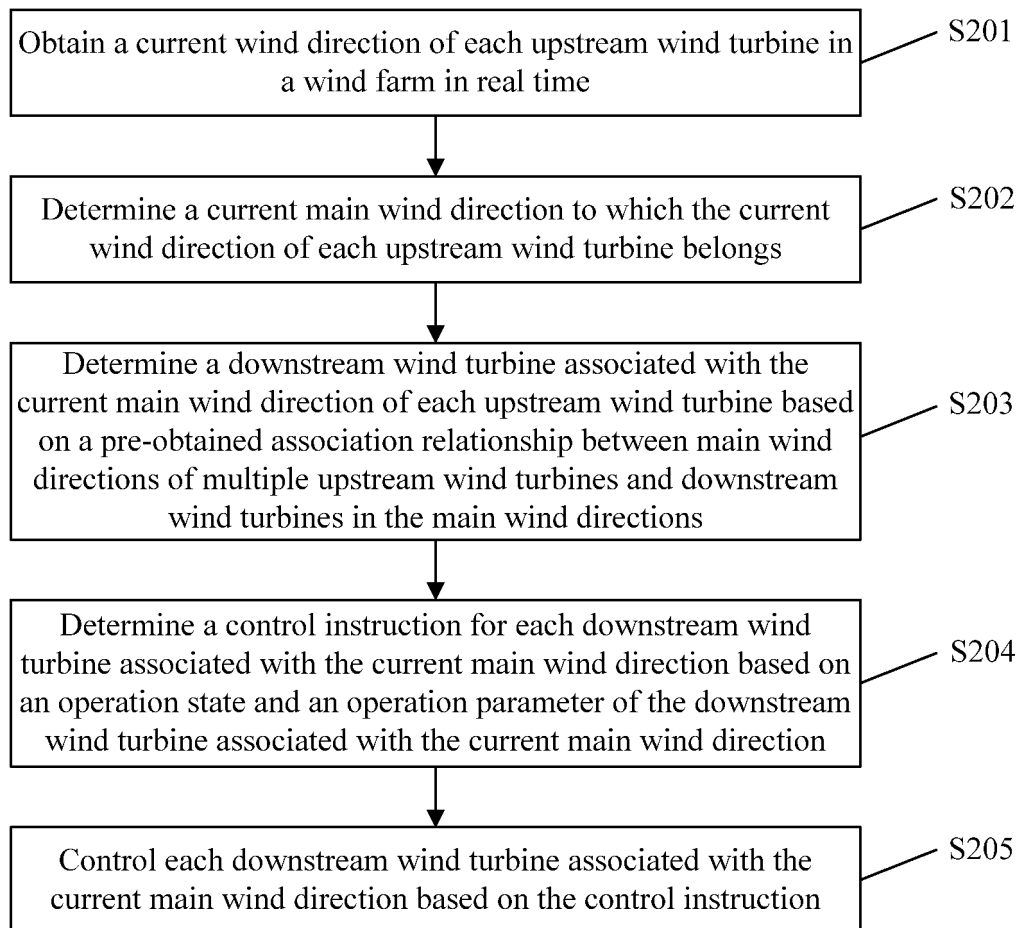 Obtain a current wind direction of each upstream wind turbine in
a wind farm in real time
S201
Determine a current main wind direction to which the current
wind direction of each upstream wind turbine belongs
S202
Determine a downstream wind turbine associated with the
current main wind direction of each upstream wind turbine based
on a pre-obtained association relationship between main wind
directions of multiple upstream wind turbines and downstream
wind turbines in the main wind directions
S203
Determine a control instruction for each downstream wind
turbine associated with the current main wind direction based on
an operation state and an operation parameter of the downstream
wind turbine associated with the current main wind direction
S204
Control each downstream wind turbine associated with the
current main wind direction based on the control instruction
S205